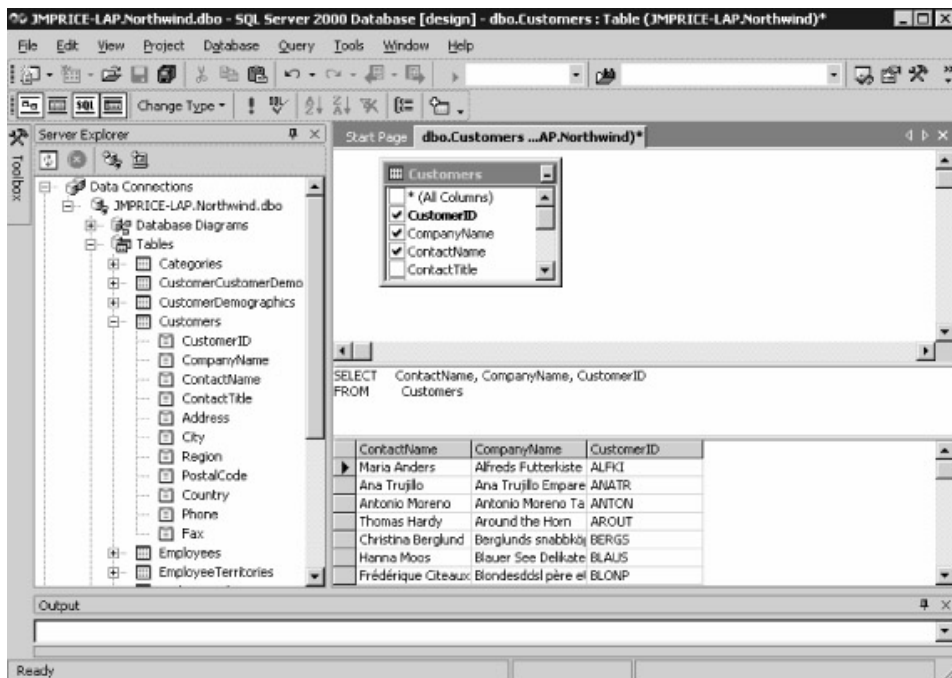 JMPRICE-LAP.Northwind.dbo - SQL Server 2000 Database [design] - dbo.Customers : Table (JMPRICE-LAP.Northwind)*
File Edit View Project Database Query Tools Window Help
SQL Change Type
Server Explorer
Toolbox
Start Page dbo.Customers ...AP.Northwind)*
Data Connections
JMPRICE-LAP.Northwind.dbo
Database Diagrams
Tables
Categories
CustomerCustomerDemo
CustomerDemographics
Customers
CustomerID
CompanyName
ContactName
ContactTitle
Address
City
Region
PostalCode
Country
Phone
Fax
Employees
EmployeeTerritories
Customers
* (All Columns)
CustomerID
CompanyName
ContactName
ContactTitle
SELECT ContactName, CompanyName, CustomerID
FROM Customers
ContactName CompanyName CustomerID
Maria Anders Alfreds Futterkiste ALFKI
Ana Trujillo Ana Trujillo Empare ANATR
Antonio Moreno Antonio Moreno Ta ANTON
Thomas Hardy Around the Horn AROUT
Christina Berglund Berglunds snabbköp BERGS
Hanna Moos Blauer See Delikate BLAUS
Frédérique Citeaux Blondesddsl père et BLONP
Output
Ready